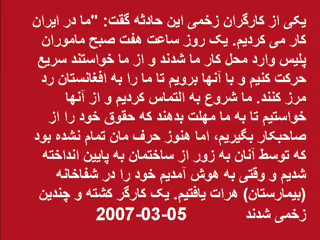 یکی از کارگران زخمی این حادثه گفت: "ما در ایران
کار می کردیم. یک روز ساعت هفت صبح ماموران
پلیس وارد محل کار ما شدند و از ما خواستند سریع
حرکت کنیم و با آنها برویم تا ما را به افغانستان رد
مرز کنند. ما شروع به التماس کردیم و از آنها
خواستیم تا به ما مهلت بدهند که حقوق خود را از
صاحبکار بگیریم، اما هنوز حرف مان تمام نشده بود
که توسط آنان به زور از ساختمان به پایین انداخته
شدیم و وقتی به هوش آمدیم خود را در شفاخانه
(بیمارستان) هرات یافتیم. یک کارگر کشته و چندین
زخمی شدند 2007-03-05